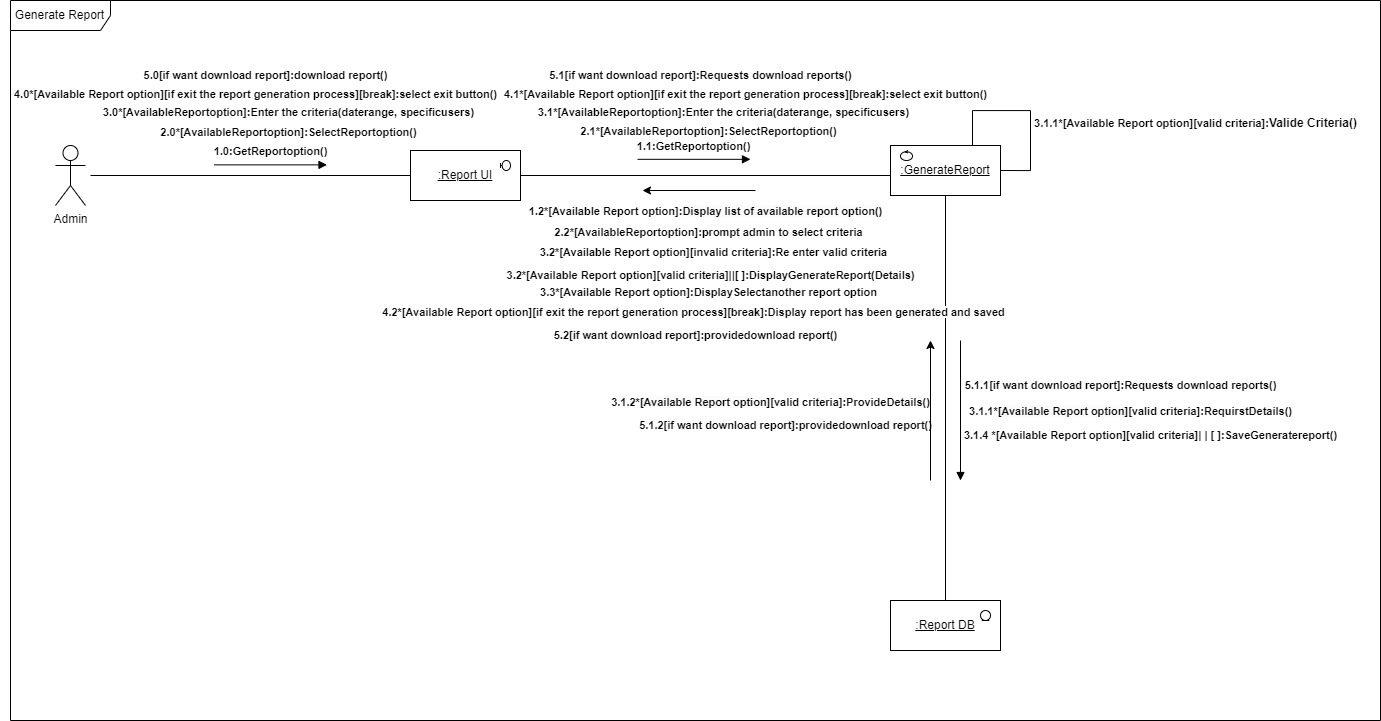 Generate Report
5.0[if want download report]:download report()
5.1[if want download report]:Requests download reports()
4.0*[Available Report option][if exit the report generation process][break]:select exit button()
4.1*[Available Report option][if exit the report generation process][break]:select exit button()
3.0*[AvailableReportoption]:Enter the criteria(daterange, specificusers)
3.1*[AvailableReportoption]:Enter the criteria(daterange, specificusers)
3.1.1*[Available Report option][valid criteria]:Valide Criteria()
2.0*[AvailableReportoption]:SelectReportoption()
2.1*[AvailableReportoption]:SelectReportoption()
1.0:GetReportoption()
1.1:GetReportoption()
:Report UI
:GenerateReport
Admin
1.2*[Available Report option]:Display list of available report option()
2.2*[AvailableReportoption]:prompt admin to select criteria
3.2*[Available Report option][invalid criteria]:Re enter valid criteria
3.2*[Available Report option][valid criteria]||[ ]:DisplayGenerateReport(Details)
3.3*[Available Report option]:DisplaySelectanother report option
4.2*[Available Report option][if exit the report generation process][break]:Display report has been generated and saved
5.2[if want download report]:providedownload report()
5.1.1[if want download report]:Requests download reports()
3.1.2*[Available Report option][valid criteria]:ProvideDetails()
3.1.1*[Available Report option][valid criteria]:RequirstDetails()
5.1.2[if want download report]:providedownload report()
3.1.4 *[Available Report option][valid criteria]| | [ ]:SaveGeneratereport()
:Report DB